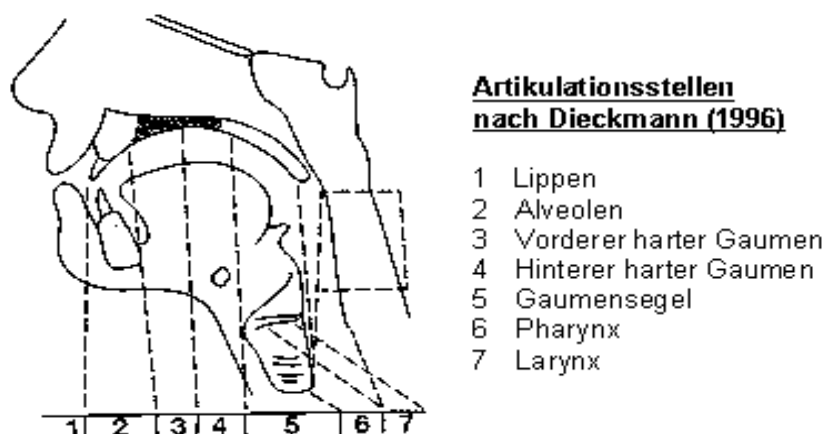 Artikulationsstellen
nach Dieckmann (1996)
1 Lippen
2 Alveolen
3 Vorderer harter Gaumen
4 Hinterer harter Gaumen
5 Gaumensegel
6 Pharynx
7 Larynx
1 2 3 4 5 6 7